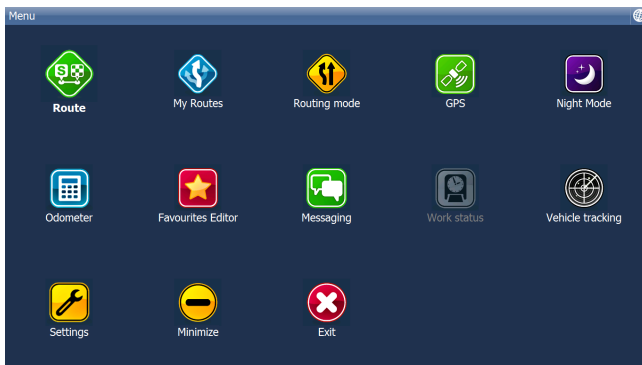 Menu
Route
My Routes
Routing mode
GPS
Night Mode
Odometer
Favourites Editor
Messaging
Work status
Vehicle tracking
Settings
Minimize
Exit